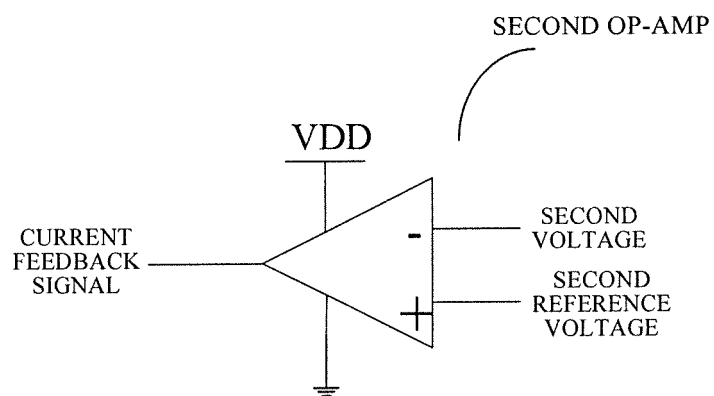 SECOND OP-AMP
VDD
CURRENT
FEEDBACK
SIGNAL
-
SECOND
VOLTAGE
+
SECOND
REFERENCE
VOLTAGE